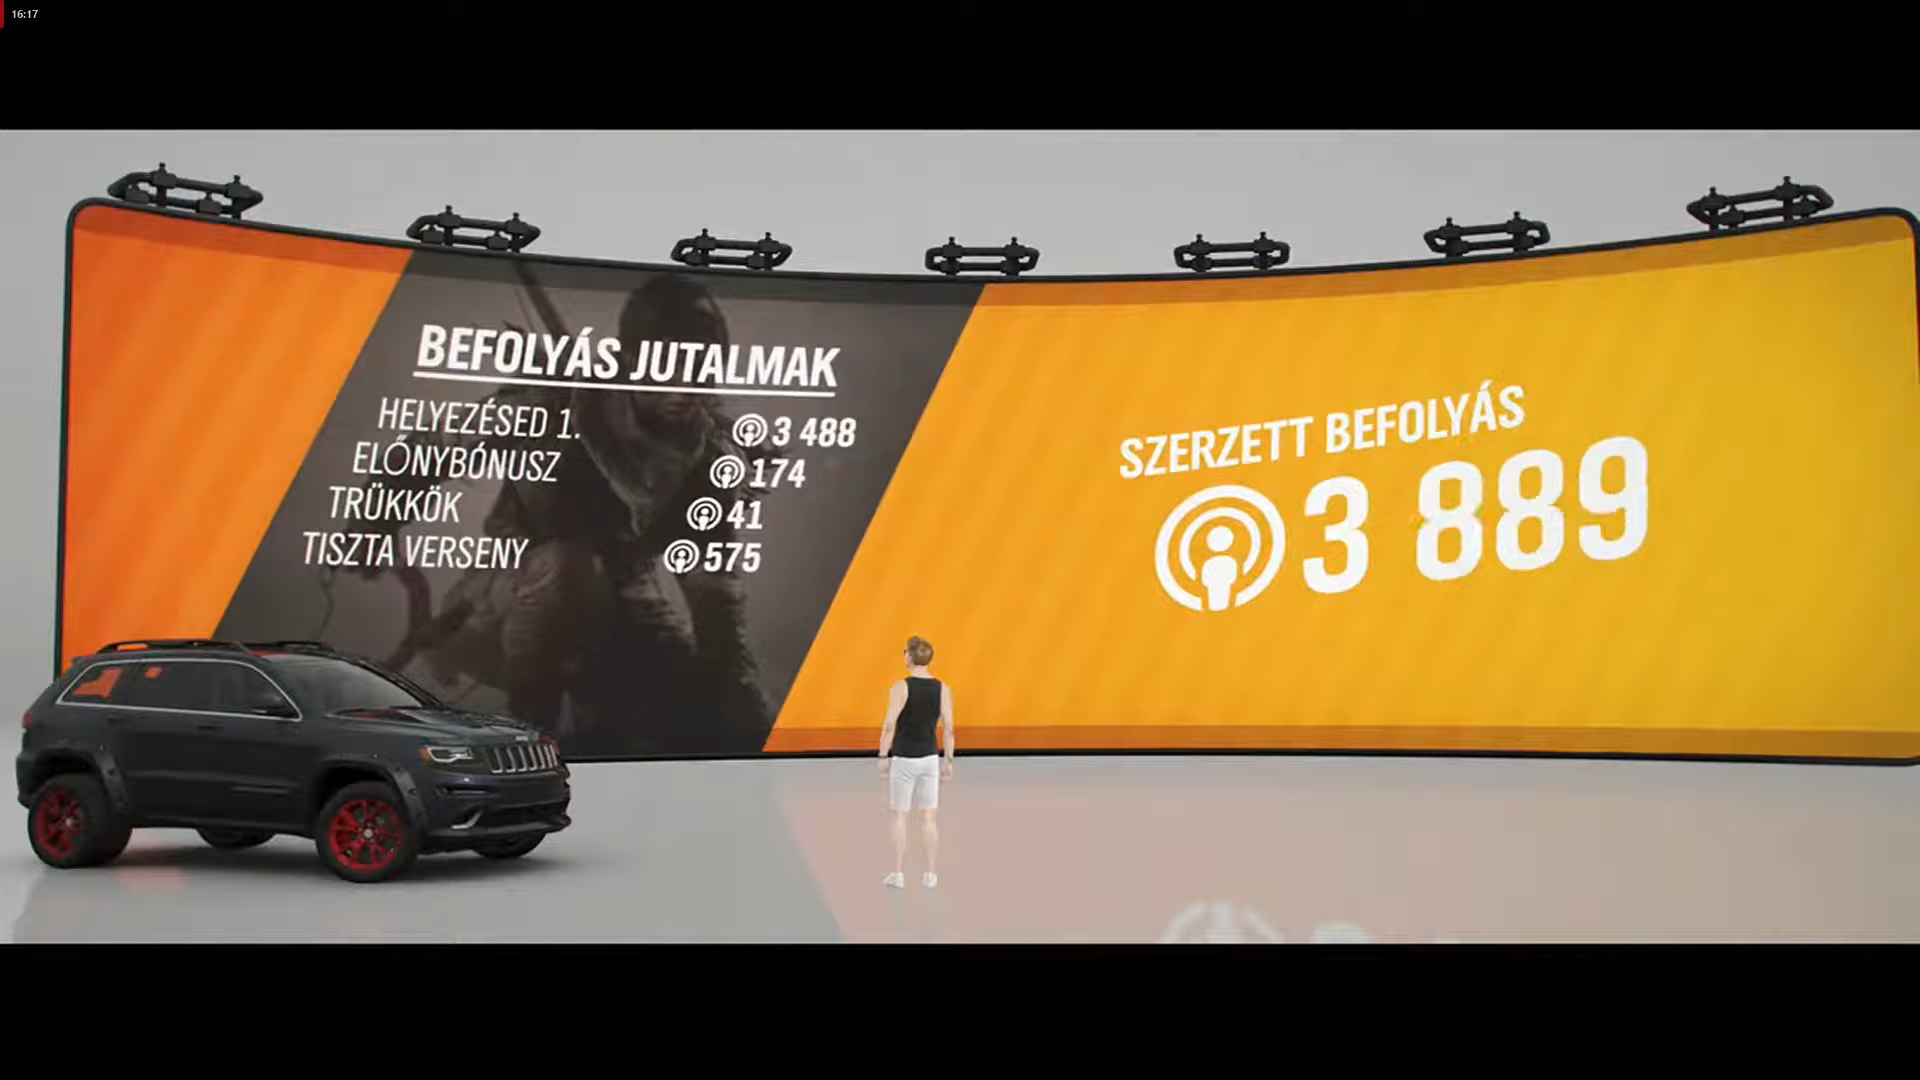 16:17
BEFOLYÁS JUTALMAK
HELYEZÉSED 1. 3 488
ELŐNYBÓNUSZ 174
TRÜKKÖK 41
TISZTA VERSENY 575
SZERZETT BEFOLYÁS
3 889